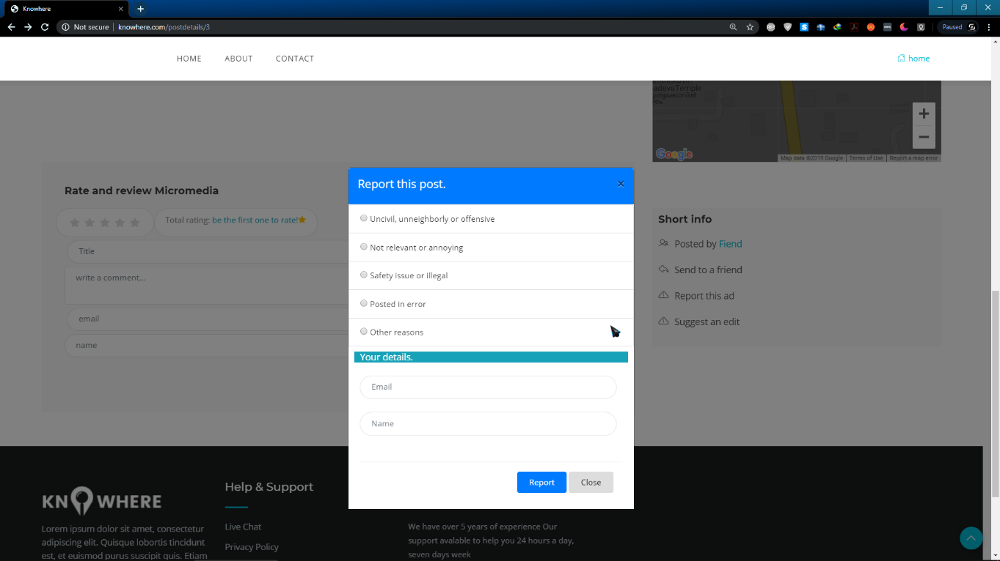 Knowhere
Not secure
knowhere.com/postdetails/3
Paused
HOME
ABOUT
CONTACT
home
adevaTemple
+
−
Google
Map data ©2019 Google
Terms of Use
Report a map error
Rate and review Micromedia
Total rating: be the first one to rate!
Title
write a comment...
email
name
Report this post.
×
Uncivil, unneighborly or offensive
Not relevant or annoying
Safety issue or illegal
Posted in error
Other reasons
Your details.
Email
Name
Report
Close
Short info
Posted by Fiend
Send to a friend
Report this ad
Suggest an edit
KNOWHERE
Lorem ipsum dolor sit amet, consectetur
adipiscing elit. Quisque lobortis tincidunt
est, et euismod purus suscipit quis. Etiam
Help & Support
Live Chat
Privacy Policy
We have over 5 years of experience Our
support avalable to help you 24 hours a day,
seven days week